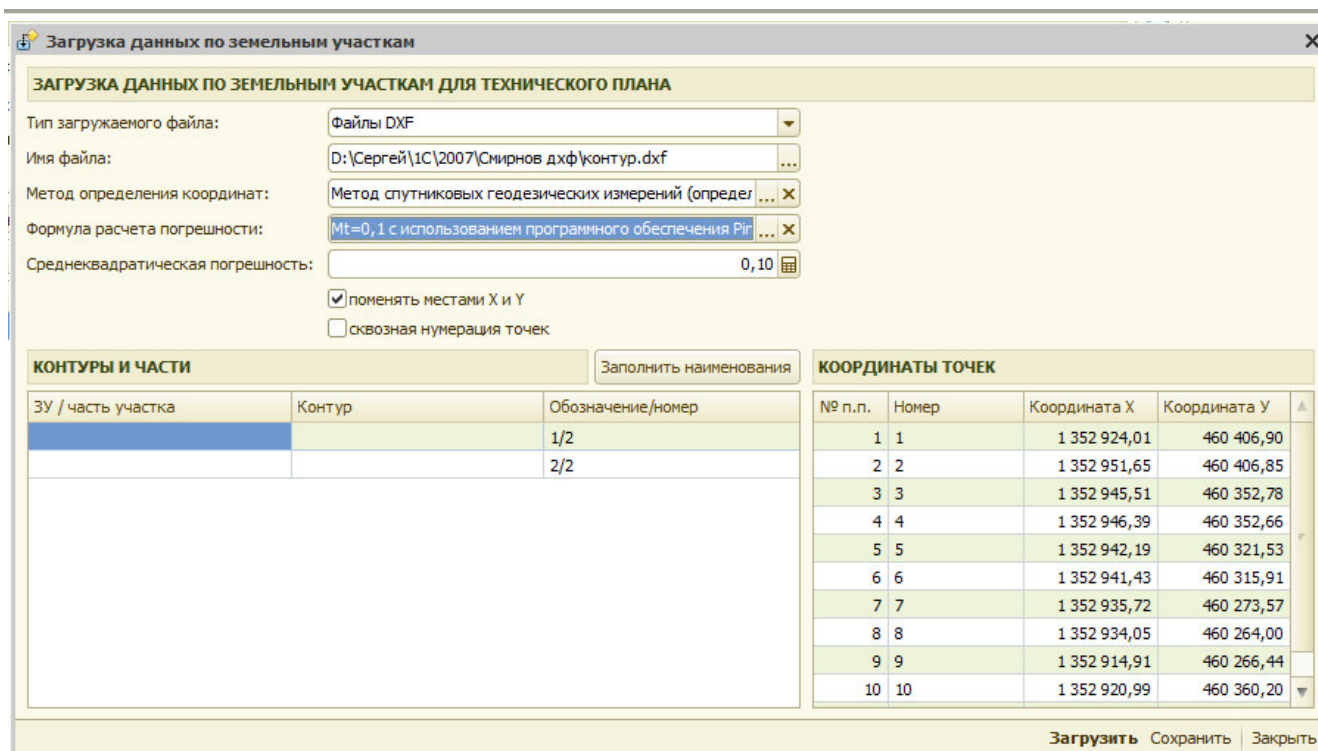 Загрузка данных по земельным участкам
ЗАГРУЗКА ДАННЫХ ПО ЗЕМЕЛЬНЫМ УЧАСТКАМ ДЛЯ ТЕХНИЧЕСКОГО ПЛАНА
Тип загружаемого файла: Файлы DXF
Имя файла: D:\Сергей\1С\2007\Смирнов дхф\контур.dxf ...
Метод определения координат: Метод спутниковых геодезических измерений (определ ...
Формула расчета погрешности: Mt=0,1 с использованием программного обеспечения Pin ...
Среднеквадратическая погрешность: 0,10
поменять местами X и Y
сквозная нумерация точек
КОНТУРЫ И ЧАСТИ Заполнить наименования КООРДИНАТЫ ТОЧЕК
ЗУ / часть участка Контур Обозначение/номер № п.п. Номер Координата X Координата У
1/2 1 1 1 352 924,01 460 406,90
2/2 2 2 1 352 951,65 460 406,85
3 3 1 352 945,51 460 352,78
4 4 1 352 946,39 460 352,66
5 5 1 352 942,19 460 321,53
6 6 1 352 941,43 460 315,91
7 7 1 352 935,72 460 273,57
8 8 1 352 934,05 460 264,00
9 9 1 352 914,91 460 266,44
10 10 1 352 920,99 460 360,20
Загрузить Сохранить Закрыть